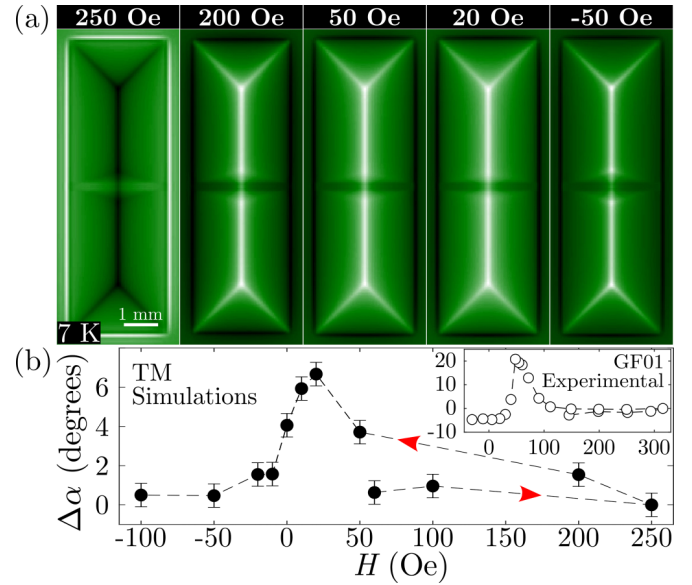 (a)
250 Oe 200 Oe 50 Oe 20 Oe -50 Oe
1 mm
7 K
(b)
TM
Simulations
GF01
Experimental
20
10
0
-10
0 100 200 300
6
4
2
0
Δα (degrees)
-100 -50 0 50 100 150 200 250
H (Oe)